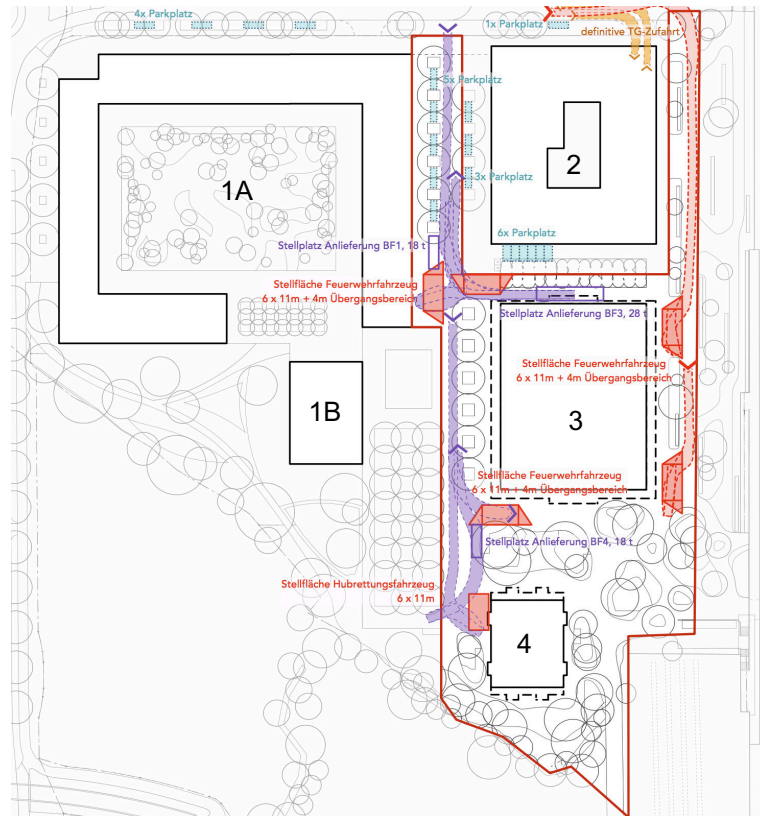 4x Parkplatz
1x Parkplatz
definitive TG-Zufahrt
5x Parkplatz
2
1A
3x Parkplatz
6x Parkplatz
Stellplatz Anlieferung BF1, 18 t
Stellfläche Feuerwehrfahrzeug
6 x 11m + 4m Übergangsbereich
Stellplatz Anlieferung BF3, 28 t
Stellfläche Feuerwehrfahrzeug
6 x 11m + 4m Übergangsbereich
1B
3
Stellfläche Feuerwehrfahrzeug
6 x 11m + 4m Übergangsbereich
Stellplatz Anlieferung BF4, 18 t
Stellfläche Hubrettungsfahrzeug
6 x 11m
4